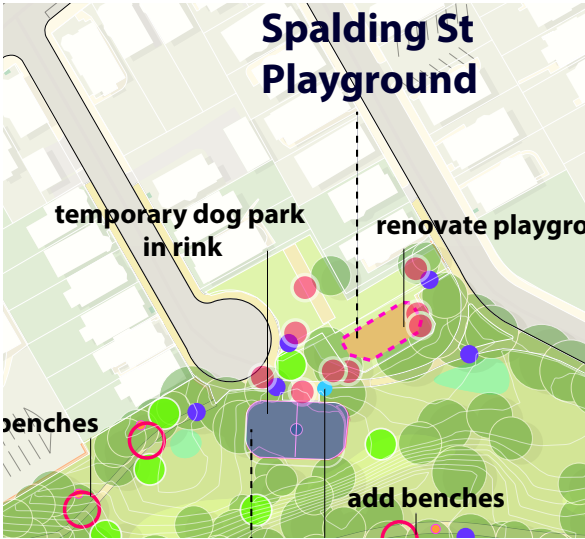 Spalding St
Playground
temporary dog park
in rink
renovate playgro
benches
add benches